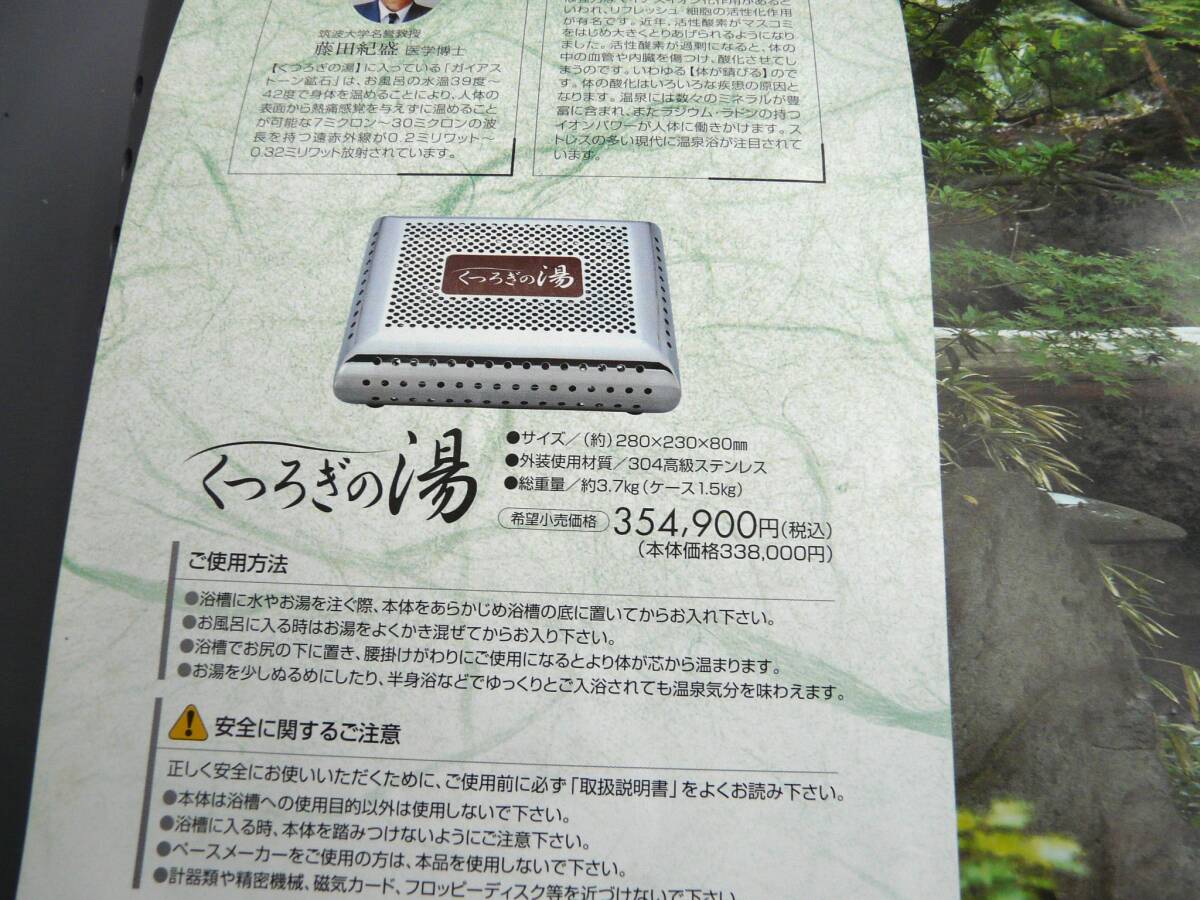 筑波大学名誉教授
藤田紀盛 医学博士
【くつろぎの湯】に入っている「ガイアス
トーン鉱石」は、お風呂の水温39度～
42度で身体を温めることにより、人体の
表面から熱痛感覚を与えずに温めること
が可能な7ミクロン～30ミクロンの波
長を持つ遠赤外線が0.2ミリワット～
0.32ミリワット放射されています。
いわれ、リフレッシュ・細胞の活性化作用
が有名です。近年、活性酸素がマスコミ
をはじめ大きくとりあげられるようになり
ました。活性酸素が過剰になると、体の
中の血管や内臓を傷つけ、酸化させてし
まうのです。いわゆる【体が錆びる】ので
す。体の酸化はいろいろな疾患の原因と
なります。温泉には数々のミネラルが豊
富に含まれ、またラジウム・ラドンの持つ
イオンパワーが人体に働きかけます。ス
トレスの多い現代に温泉浴が注目されて
います。
くつろぎの湯
くつろぎの湯
●サイズ／(約)280×230×80㎜
●外装使用材質／304高級ステンレス
●総重量／約3.7㎏(ケース1.5㎏)
希望小売価格 354,900円(税込)
(本体価格338,000円)
ご使用方法
●浴槽に水やお湯を注ぐ際、本体をあらかじめ浴槽の底に置いてからお入れ下さい。
●お風呂に入る時はお湯をよくかき混ぜてからお入り下さい。
●浴槽でお尻の下に置き、腰掛けがわりにご使用になるとより体が芯から温まります。
●お湯を少しぬるめにしたり、半身浴などでゆっくりとご入浴されても温泉気分を味わえます。
安全に関するご注意
正しく安全にお使いいただくために、ご使用前に必ず「取扱説明書」をよくお読み下さい。
●本体は浴槽への使用目的以外は使用しないで下さい。
●浴槽に入る時、本体を踏みつけないようにご注意下さい。
●ペースメーカーをご使用の方は、本品を使用しないで下さい。
●計器類や精密機械、磁気カード、フロッピーディスク等を近づけないで下さい